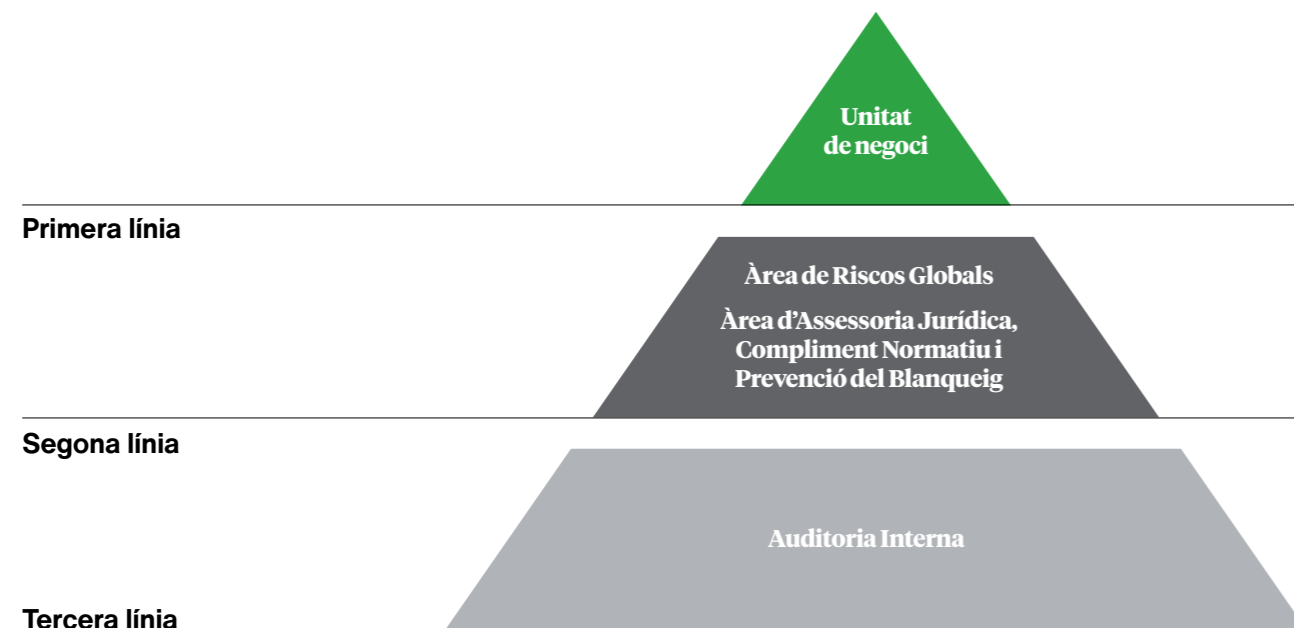 Unitat
de negoci
Primera línia
Àrea de Riscos Globals
Àrea d’Assessoria Jurídica,
Compliment Normatiu i
Prevenció del Blanqueig
Segona línia
Auditoria Interna
Tercera línia